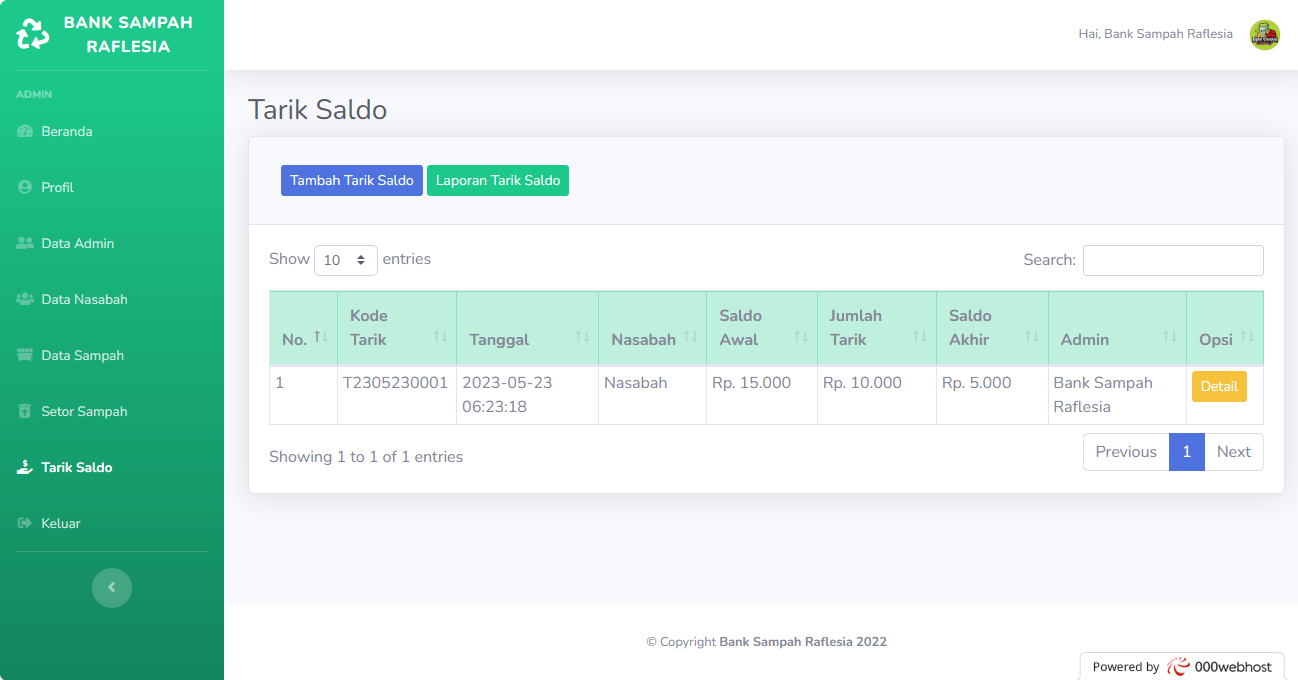 BANK SAMPAH
RAFLESIA
Hai, Bank Sampah Raflesia
ADMIN
Beranda
Profil
Data Admin
Data Nasabah
Data Sampah
Setor Sampah
Tarik Saldo
Keluar
Tarik Saldo
Tambah Tarik Saldo Laporan Tarik Saldo
Show 10 entries
Search:
No. Kode Tarik Tanggal Nasabah Saldo Awal Jumlah Tarik Saldo Akhir Admin Opsi
1 T2305230001 2023-05-23 06:23:18 Nasabah Rp. 15.000 Rp. 10.000 Rp. 5.000 Bank Sampah Raflesia Detail
Showing 1 to 1 of 1 entries
Previous 1 Next
© Copyright Bank Sampah Raflesia 2022
Powered by 000webhost